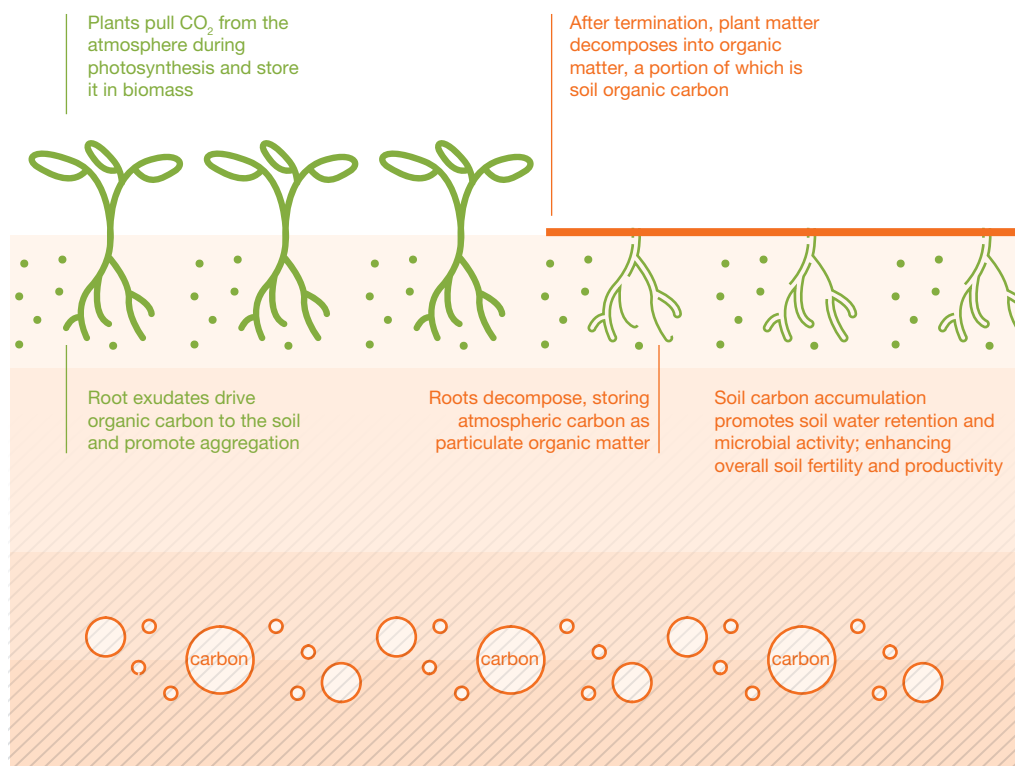 Plants pull CO₂ from the
atmosphere during
photosynthesis and store
it in biomass
After termination, plant matter
decomposes into organic
matter, a portion of which is
soil organic carbon
Root exudates drive
organic carbon to the soil
and promote aggregation
Roots decompose, storing
atmospheric carbon as
particulate organic matter
Soil carbon accumulation
promotes soil water retention and
microbial activity; enhancing
overall soil fertility and productivity
carbon
carbon
carbon